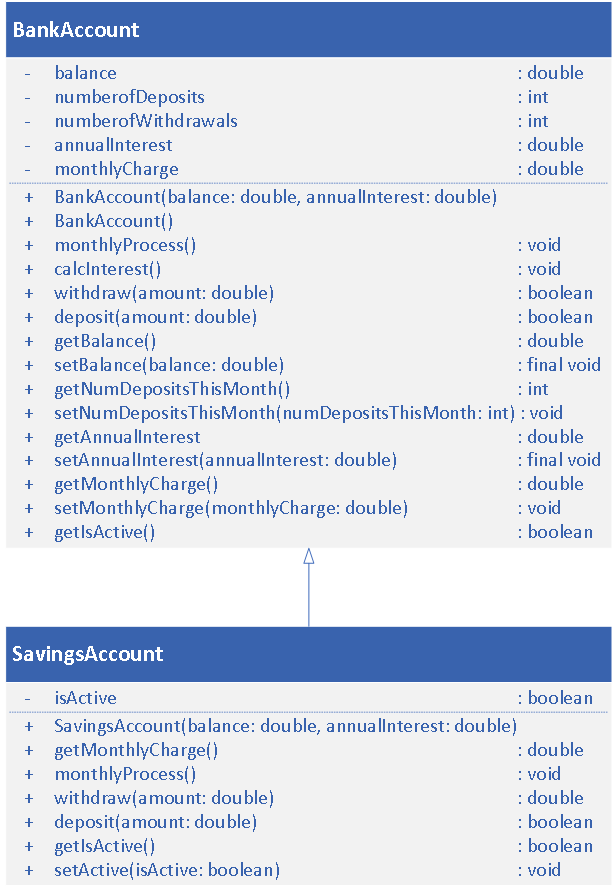 BankAccount
- balance : double
- numberofDeposits : int
- numberofWithdrawals : int
- annualInterest : double
- monthlyCharge : double
+ BankAccount(balance: double, annualInterest: double)
+ BankAccount()
+ monthlyProcess() : void
+ calcInterest() : void
+ withdraw(amount: double) : boolean
+ deposit(amount: double) : boolean
+ getBalance() : double
+ setBalance(balance: double) : final void
+ getNumDepositsThisMonth() : int
+ setNumDepositsThisMonth(numDepositsThisMonth: int) : void
+ getAnnualInterest : double
+ setAnnualInterest(annualInterest: double) : final void
+ getMonthlyCharge() : double
+ setMonthlyCharge(monthlyCharge: double) : void
+ getIsActive() : boolean
SavingsAccount
- isActive : boolean
+ SavingsAccount(balance: double, annualInterest: double)
+ getMonthlyCharge() : double
+ monthlyProcess() : void
+ withdraw(amount: double) : double
+ deposit(amount: double) : boolean
+ getIsActive() : boolean
+ setActive(isActive: boolean) : void